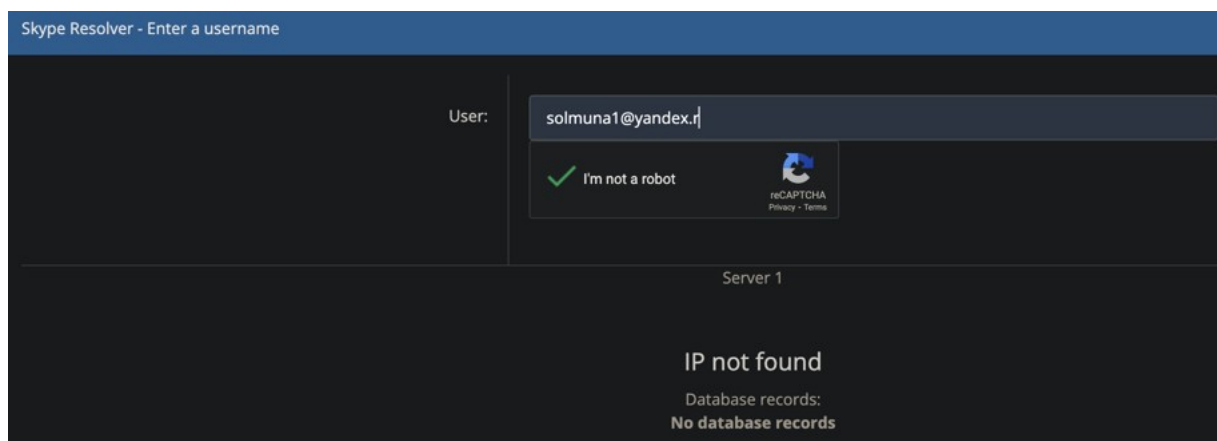 Skype Resolver - Enter a username
User:
solmuna1@yandex.r
I'm not a robot
reCAPTCHA
Privacy - Terms
Server 1
IP not found
Database records:
No database records